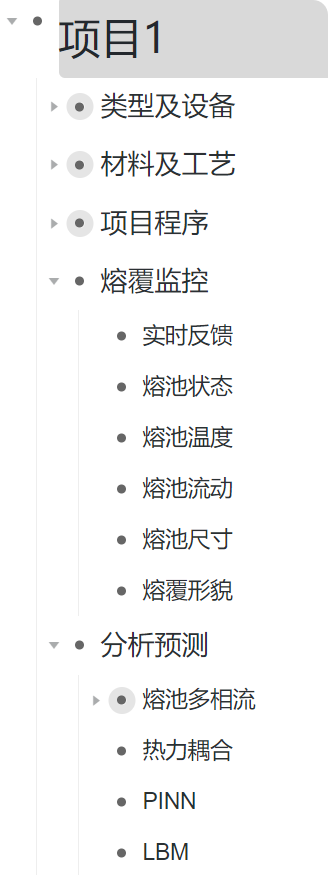 项目1
类型及设备
材料及工艺
项目程序
熔覆监控
实时反馈
熔池状态
熔池温度
熔池流动
熔池尺寸
熔覆形貌
分析预测
熔池多相流
热力耦合
PINN
LBM